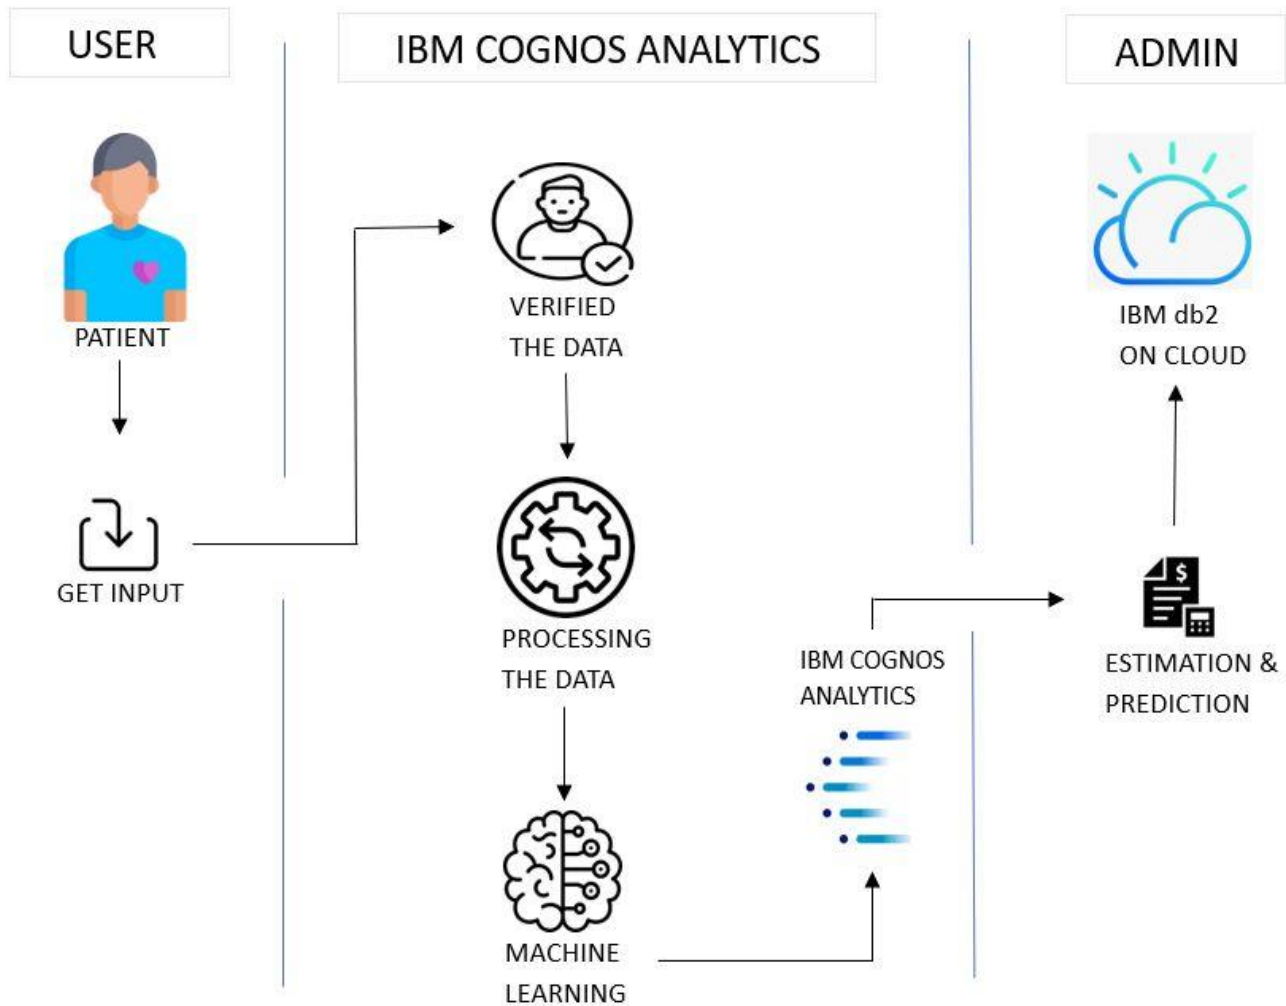 USER
IBM COGNOS ANALYTICS
ADMIN
PATIENT
GET INPUT
VERIFIED
THE DATA
PROCESSING
THE DATA
MACHINE
LEARNING
IBM COGNOS
ANALYTICS
$
ESTIMATION &
PREDICTION
IBM db2
ON CLOUD